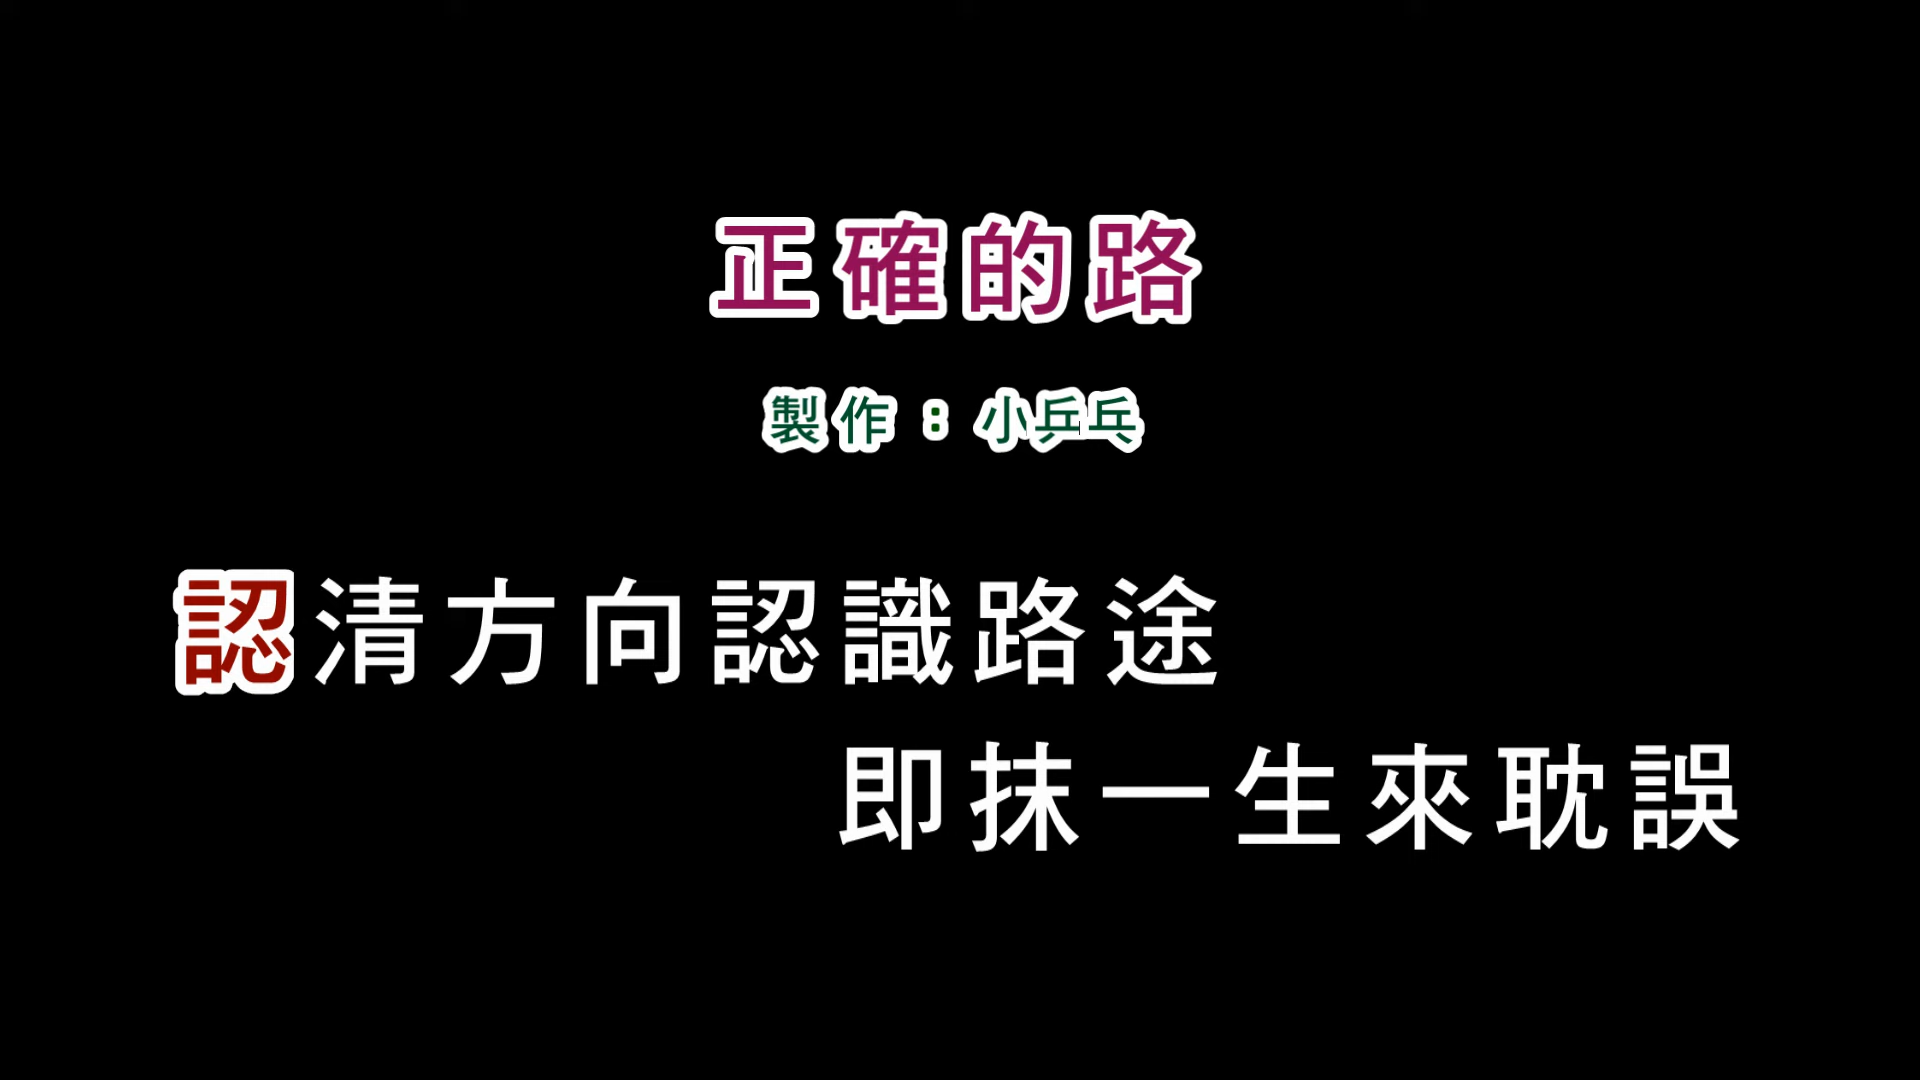 正確的路
製作：小乒乓
認清方向認識路途
即抹一生來耽誤